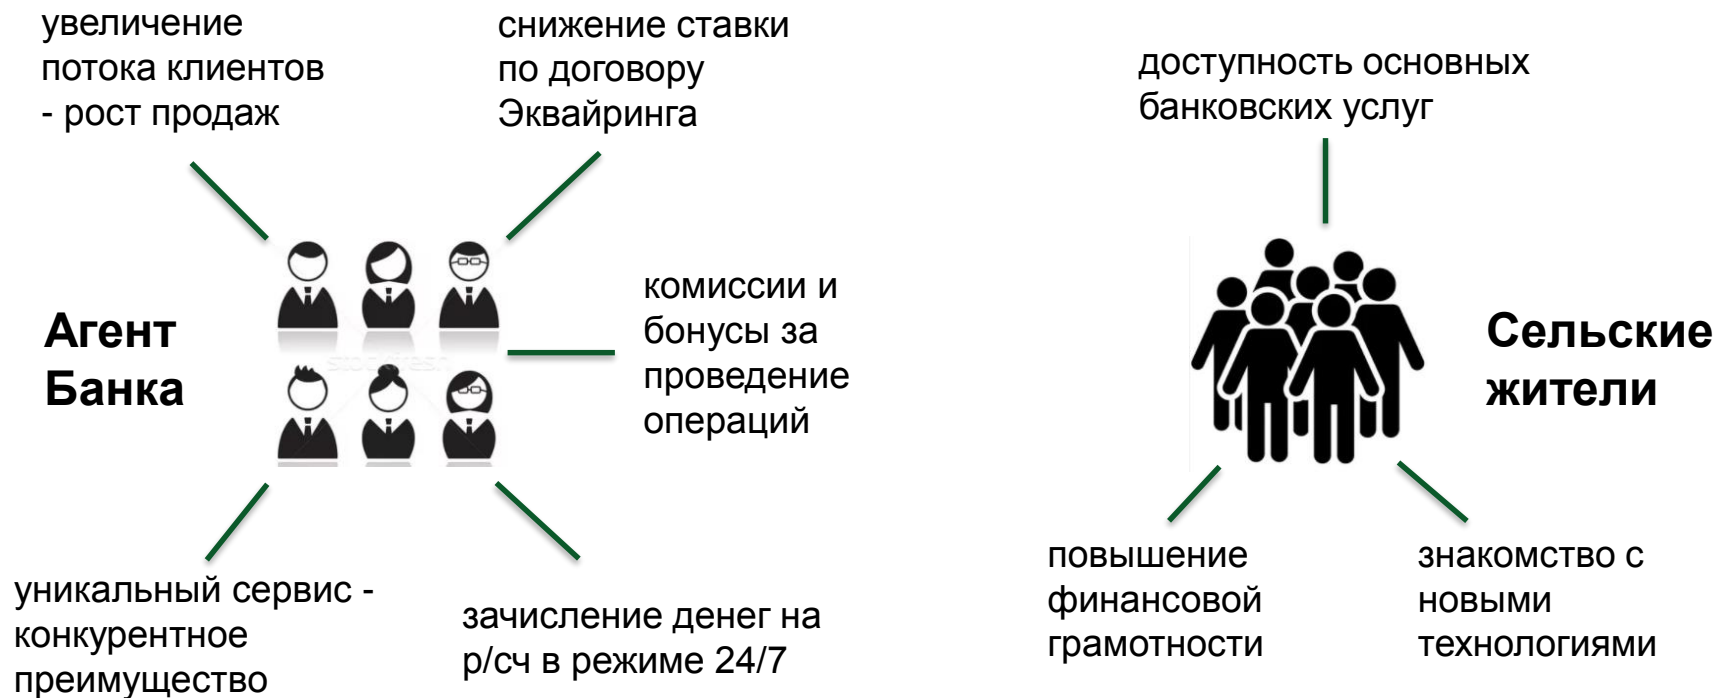 увеличение
потока клиентов
- рост продаж
снижение ставки
по договору
Эквайринга
Агент
Банка
комиссии и
бонусы за
проведение
операций
уникальный сервис -
конкурентное
преимущество
зачисление денег на
р/сч в режиме 24/7
доступность основных
банковских услуг
Сельские
жители
повышение
финансовой
грамотности
знакомство с
новыми
технологиями